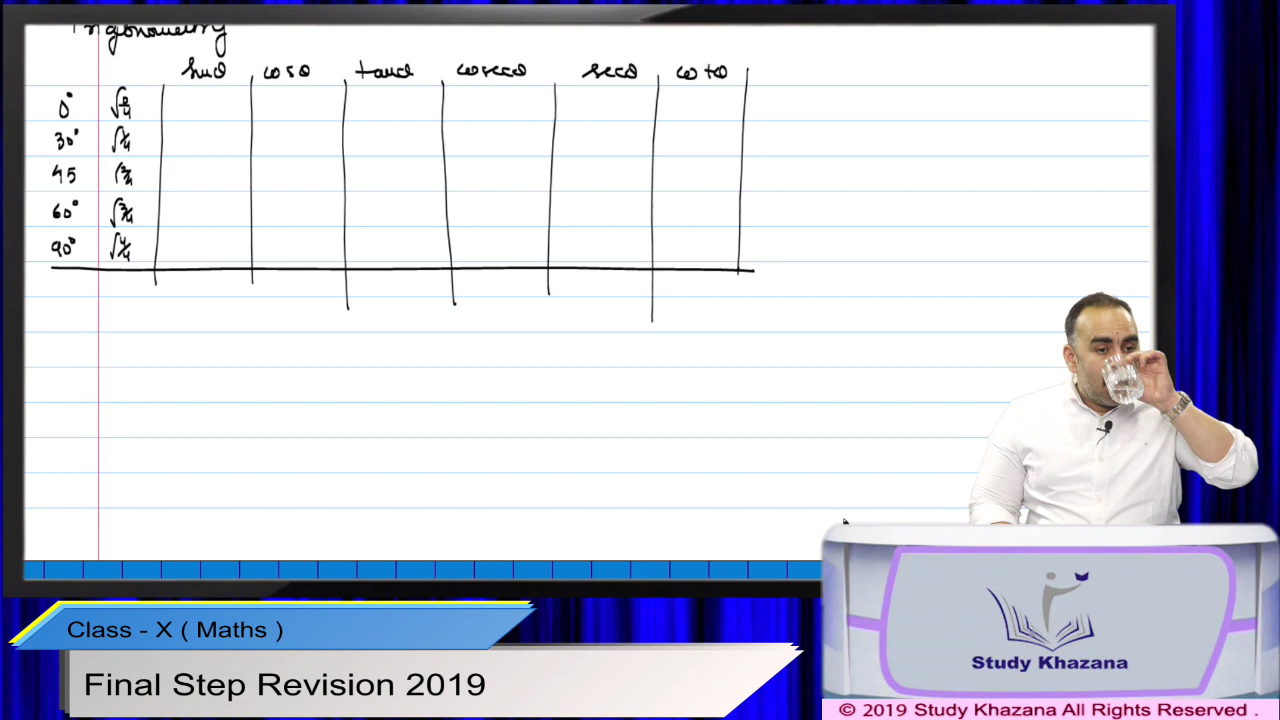 Trigonometry
sinθ cosθ tanθ cosecθ secθ cotθ
0° √0/4
30° √1/4
45 √2/4
60° √3/4
90° √4/4
Study Khazana
Class - X ( Maths )
Final Step Revision 2019
© 2019 Study Khazana All Rights Reserved .